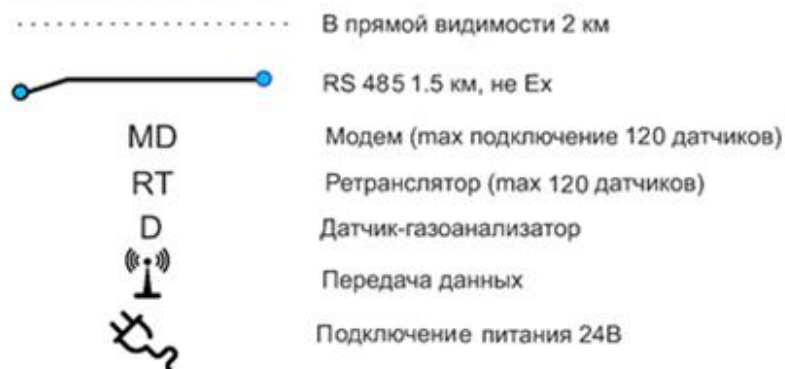 В прямой видимости 2 км
RS 485 1.5 км, не Ex
MD Модем (max подключение 120 датчиков)
RT Ретранслятор (max 120 датчиков)
D Датчик-газоанализатор
Передача данных
Подключение питания 24В